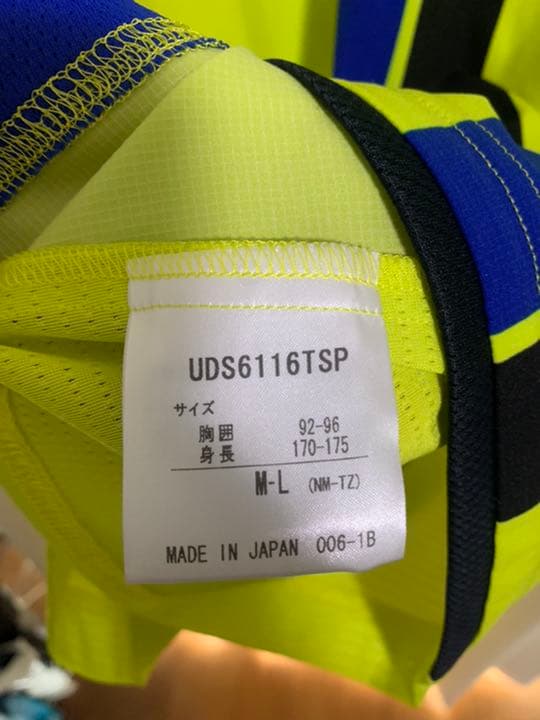 UDS6116TSP
サイズ
胸囲 92-96
身長 170-175
M-L (NM-TZ)
MADE IN JAPAN 006-1B